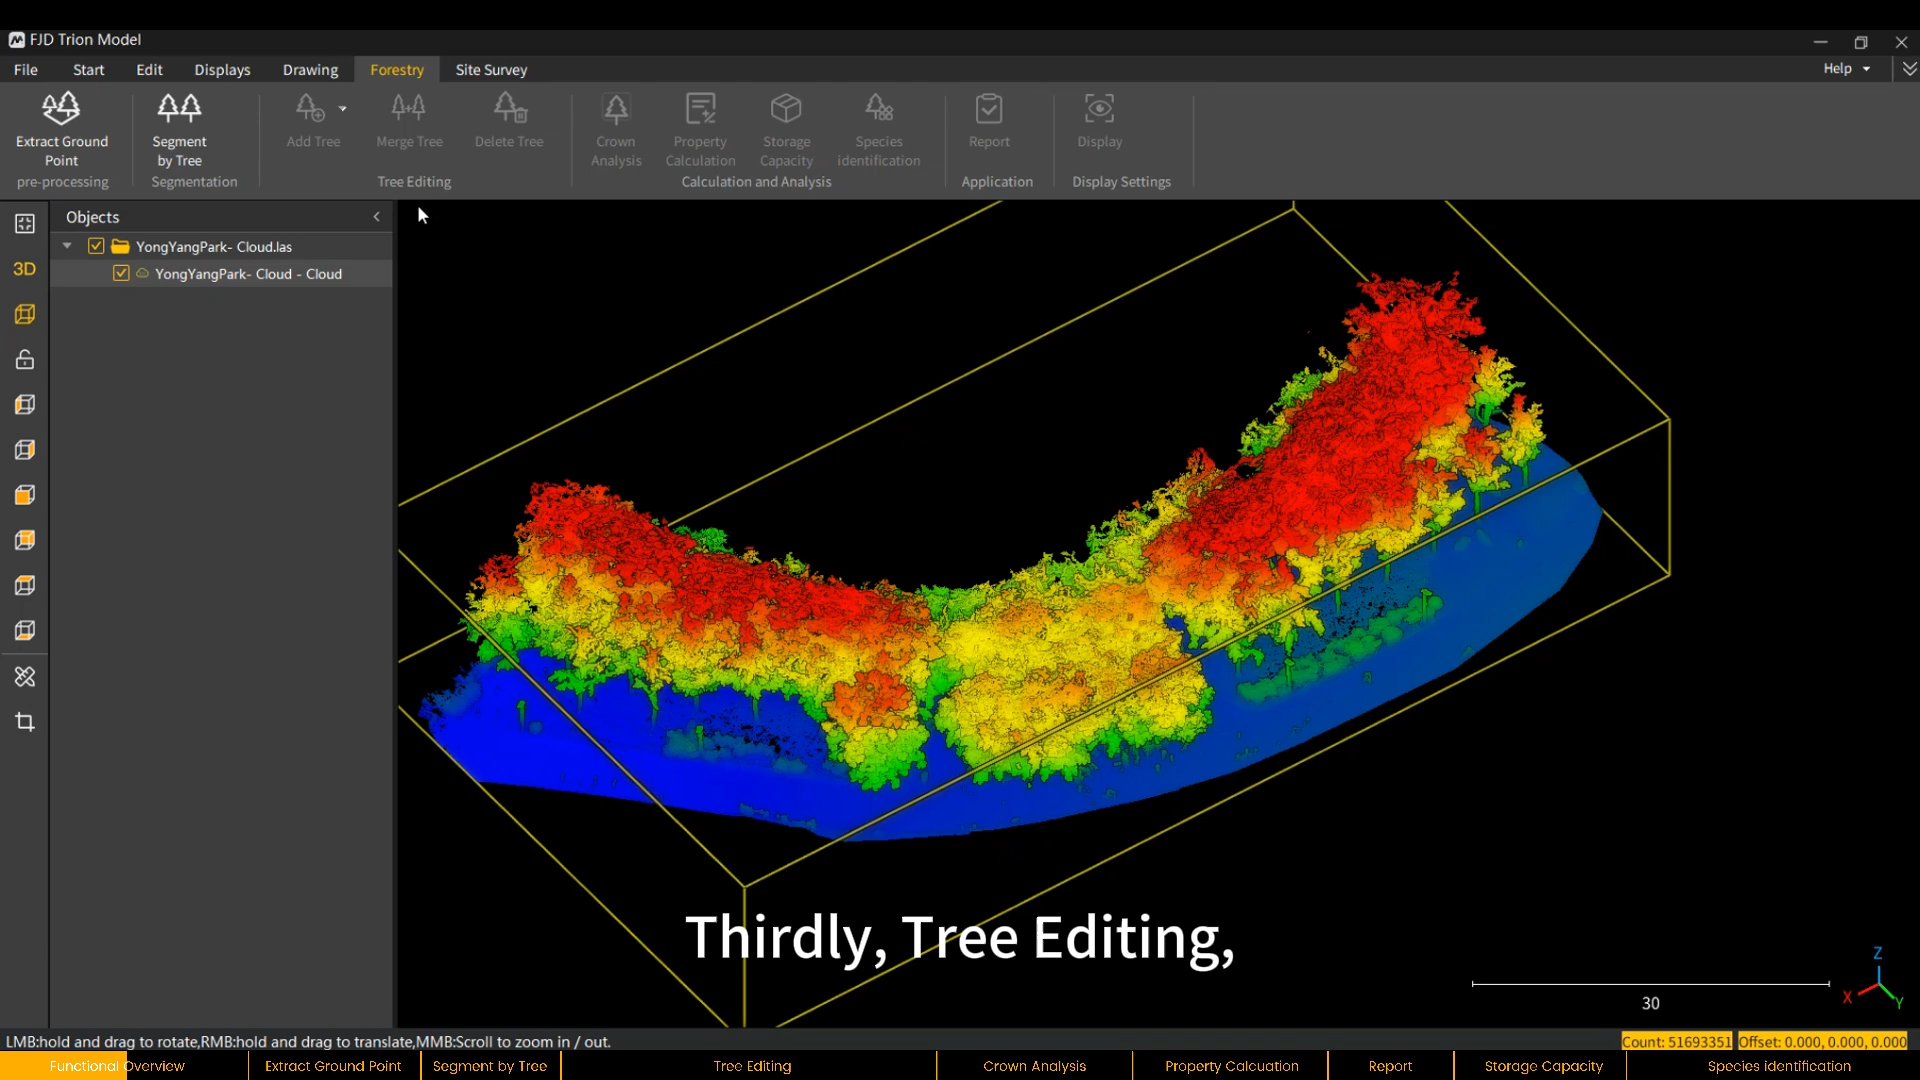 FJD Trion Model
File Start Edit Displays Drawing Forestry Site Survey Help
Extract Ground Point
pre-processing
Segment by Tree
Segmentation
Add Tree Merge Tree Delete Tree
Tree Editing
Crown Analysis
Property Calculation
Storage Capacity
Species identification
Calculation and Analysis
Report
Application
Display
Display Settings
Objects
3D
YongYangPark- Cloud.las
YongYangPark- Cloud - Cloud
Thirdly, Tree Editing,
30
Z
X
Y
LMB:hold and drag to rotate,RMB:hold and drag to translate,MMB:Scroll to zoom in / out.
Count: 51693351 Offset: 0.000, 0.000, 0.000
Functional Overview Extract Ground Point Segment by Tree Tree Editing Crown Analysis Property Calcuation Report Storage Capacity Species identification